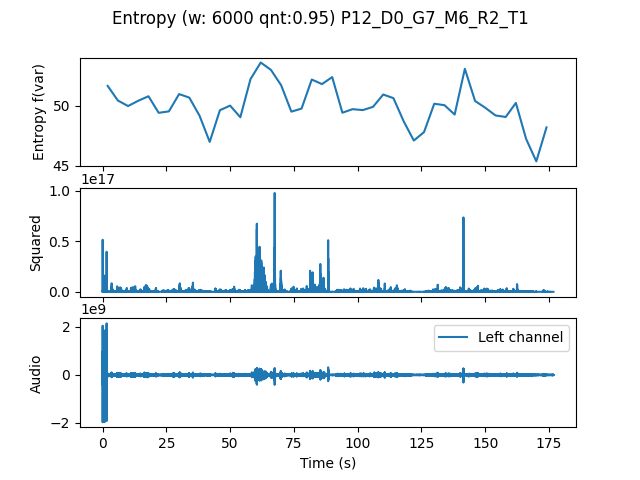 Entropy (w: 6000 qnt:0.95) P12_D0_G7_M6_R2_T1
Entropy f(var)
50
45
1e17
Squared
1.0
0.5
0.0
1e9
Audio
2
0
−2
Left channel
0 25 50 75 100 125 150 175
Time (s)